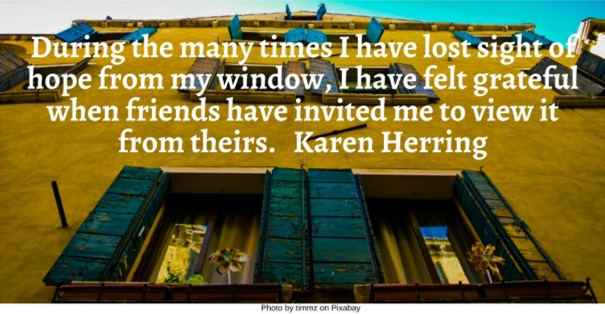 During the many times I have lost sight of
hope from my window, I have felt grateful
when friends have invited me to view it
from theirs.   Karen Herring
Photo by timmz on Pixabay